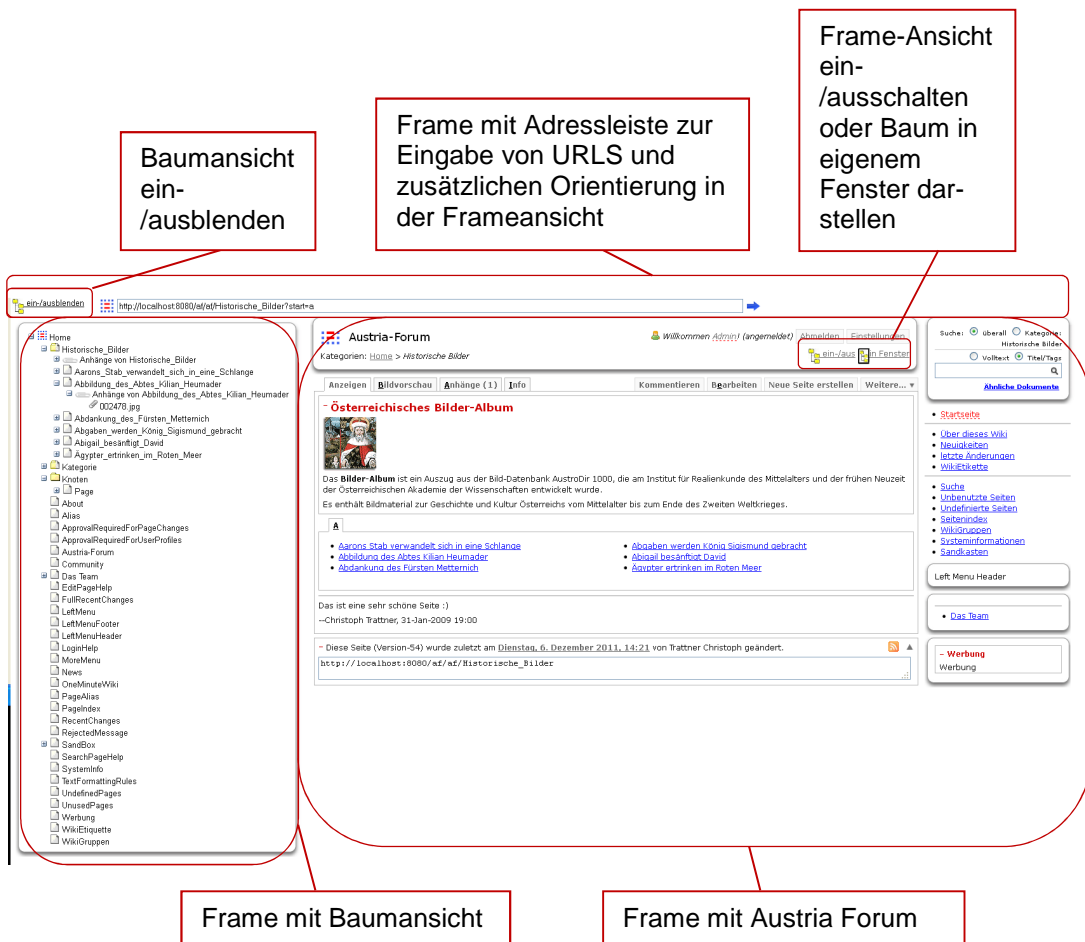 Frame-Ansicht
ein-
/ausschalten
oder Baum in
eigenem
Fenster dar-
stellen
Frame mit Adressleiste zur
Eingabe von URLS und
zusätzlichen Orientierung in
der Frameansicht
Baumansicht
ein-
/ausblenden
ein-/ausblenden
http://localhost:8080/af/af/Historische_Bilder?start=a
Home
Historische_Bilder
Anhänge von Historische_Bilder
Aarons_Stab_verwandelt_sich_in_eine_Schlange
Abbildung_des_Abtes_Kilian_Heumader
Anhänge von Abbildung_des_Abtes_Kilian_Heumader
002478.jpg
Abdankung_des_Fürsten_Metternich
Abgaben_werden_König_Sigismund_gebracht
Abigail_besänftigt_David
Ägypter_ertrinken_im_Roten_Meer
Kategorie
Knoten
Page
About
Alias
ApprovalRequiredForPageChanges
ApprovalRequiredForUserProfiles
Austria-Forum
Community
Das Team
EditPageHelp
FullRecentChanges
LeftMenu
LeftMenuFooter
LeftMenuHeader
LoginHelp
MoreMenu
News
OneMinuteWiki
PageAlias
PageIndex
RecentChanges
RejectedMessage
SandBox
SearchPageHelp
SystemInfo
TextFormattingRules
UndefinedPages
UnusedPages
Werbung
WikiEtiquette
WikiGruppen
Austria-Forum
Willkommen Admin! (angemeldet) Abmelden Einstellungen
Kategorien: Home > Historische Bilder
ein-/aus in Fenster
Anzeigen Bildvorschau Anhänge (1) Info Kommentieren Bearbeiten Neue Seite erstellen Weitere...
Österreichisches Bilder-Album
Das Bilder-Album ist ein Auszug aus der Bild-Datenbank AustroDir 1000, die am Institut für Realienkunde des Mittelalters und der frühen Neuzeit
der Österreichischen Akademie der Wissenschaften entwickelt wurde.
Es enthält Bildmaterial zur Geschichte und Kultur Österreichs vom Mittelalter bis zum Ende des Zweiten Weltkrieges.
A
Aarons Stab verwandelt sich in eine Schlange
Abbildung des Abtes Kilian Heumader
Abdankung des Fürsten Metternich
Abgaben werden König Sigismund gebracht
Abigail besänftigt David
Ägypter ertrinken im Roten Meer
Das ist eine sehr schöne Seite :)
--Christoph Trattner, 31-Jan-2009 19:00
– Diese Seite (Version-54) wurde zuletzt am Dienstag, 6. Dezember 2011, 14:21 von Trattner Christoph geändert.
http://localhost:8080/af/af/Historische_Bilder
Suche: überall Kategorie:
Historische Bilder
Volltext Titel/Tags
Ähnliche Dokumente
Startseite
Über dieses Wiki
Neuigkeiten
letzte Änderungen
WikiEtikette
Suche
Unbenutzte Seiten
Undefinierte Seiten
Seitenindex
WikiGruppen
Systeminformationen
Sandkasten
Left Menu Header
Das Team
– Werbung
Werbung
Frame mit Baumansicht
Frame mit Austria Forum